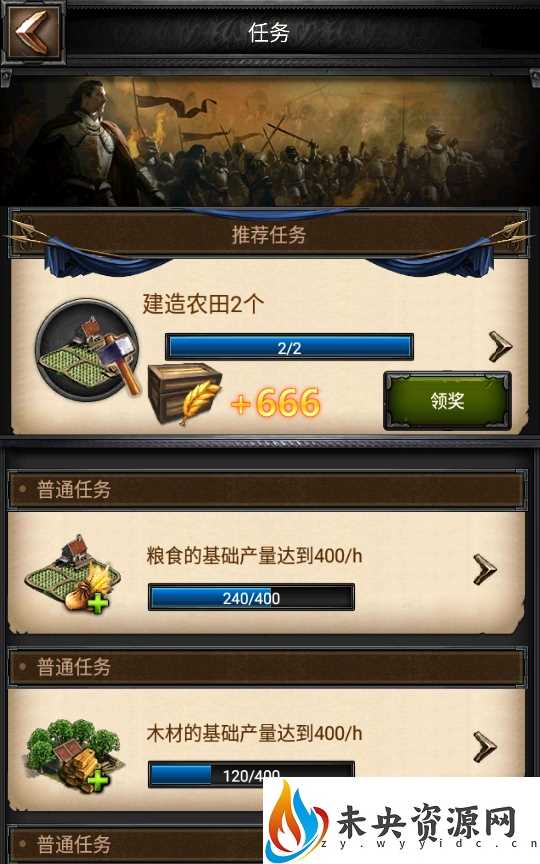 任务
推荐任务
建造农田2个
2/2
+666
领奖
普通任务
粮食的基础产量达到400/h
240/400
普通任务
木材的基础产量达到400/h
120/400
普通任务
未央资源网
zy.wyyidc.cn